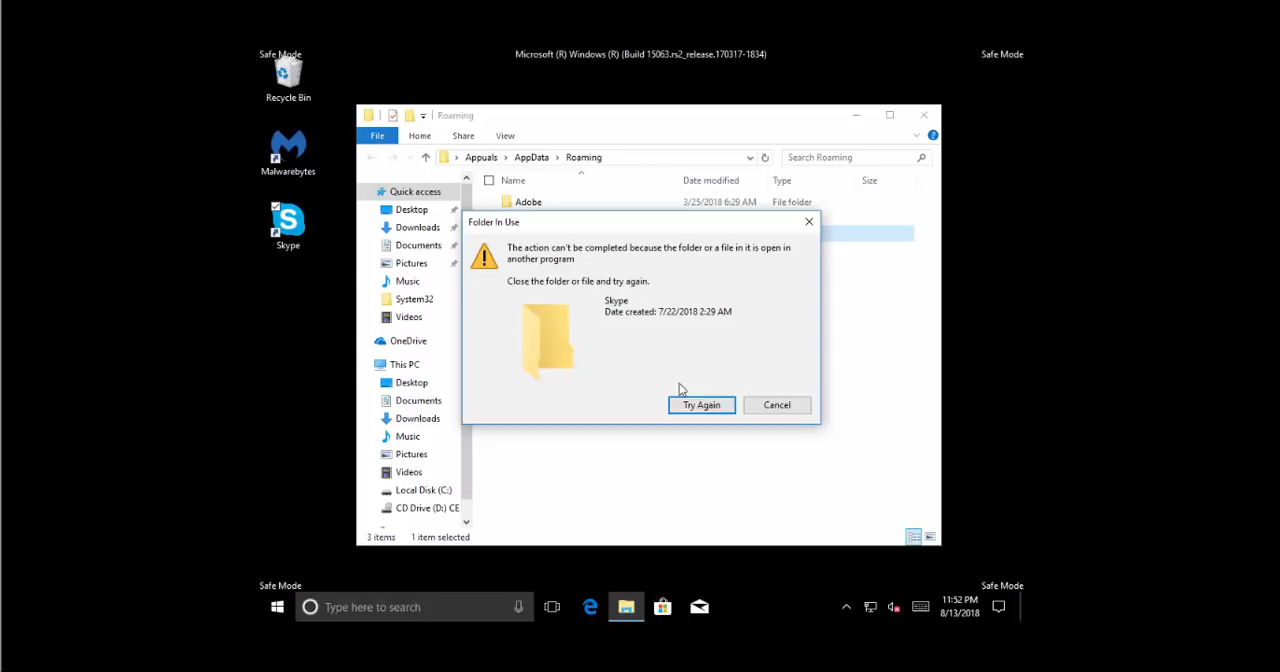 Safe Mode
Microsoft (R) Windows (R) (Build 15063.rs2_release.170317-1834)
Safe Mode
Recycle Bin
Malwarebytes
Skype
Roaming
File Home Share View
Appuals > AppData > Roaming
Search Roaming
Name Date modified Type Size
Adobe 3/25/2018 6:29 AM File folder
Quick access
Desktop
Downloads
Documents
Pictures
Music
System32
Videos
OneDrive
This PC
Desktop
Documents
Downloads
Music
Pictures
Videos
Local Disk (C:)
CD Drive (D:) CE
3 items 1 item selected
Folder In Use
The action can't be completed because the folder or a file in it is open in
another program
Close the folder or file and try again.
Skype
Date created: 7/22/2018 2:29 AM
Try Again Cancel
Safe Mode
Safe Mode
Type here to search
11:52 PM
8/13/2018